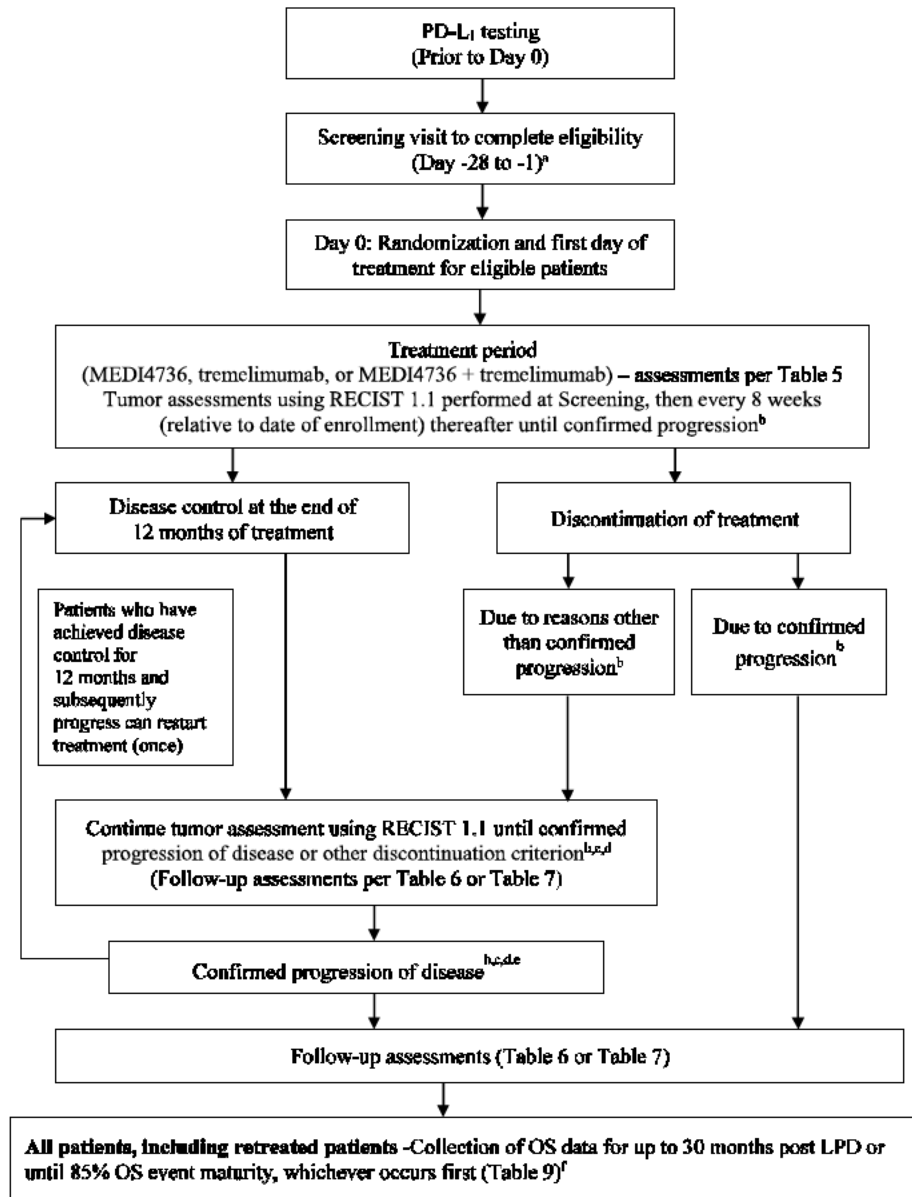 PD-L1 testing
(Prior to Day 0)
Screening visit to complete eligibility
(Day -28 to -1)a
Day 0: Randomization and first day of
treatment for eligible patients
Treatment period
(MEDI4736, tremelimumab, or MEDI4736 + tremelimumab) – assessments per Table 5
Tumor assessments using RECIST 1.1 performed at Screening, then every 8 weeks
(relative to date of enrollment) thereafter until confirmed progressionb
Disease control at the end of
12 months of treatment
Discontinuation of treatment
Patients who have
achieved disease
control for
12 months and
subsequently
progress can restart
treatment (once)
Due to reasons other
than confirmed
progressionb
Due to confirmed
progressionb
Continue tumor assessment using RECIST 1.1 until confirmed
progression of disease or other discontinuation criterionb,c,d
(Follow-up assessments per Table 6 or Table 7)
Confirmed progression of diseaseb,c,d,e
Follow-up assessments (Table 6 or Table 7)
All patients, including retreated patients -Collection of OS data for up to 30 months post LPD or
until 85% OS event maturity, whichever occurs first (Table 9)f